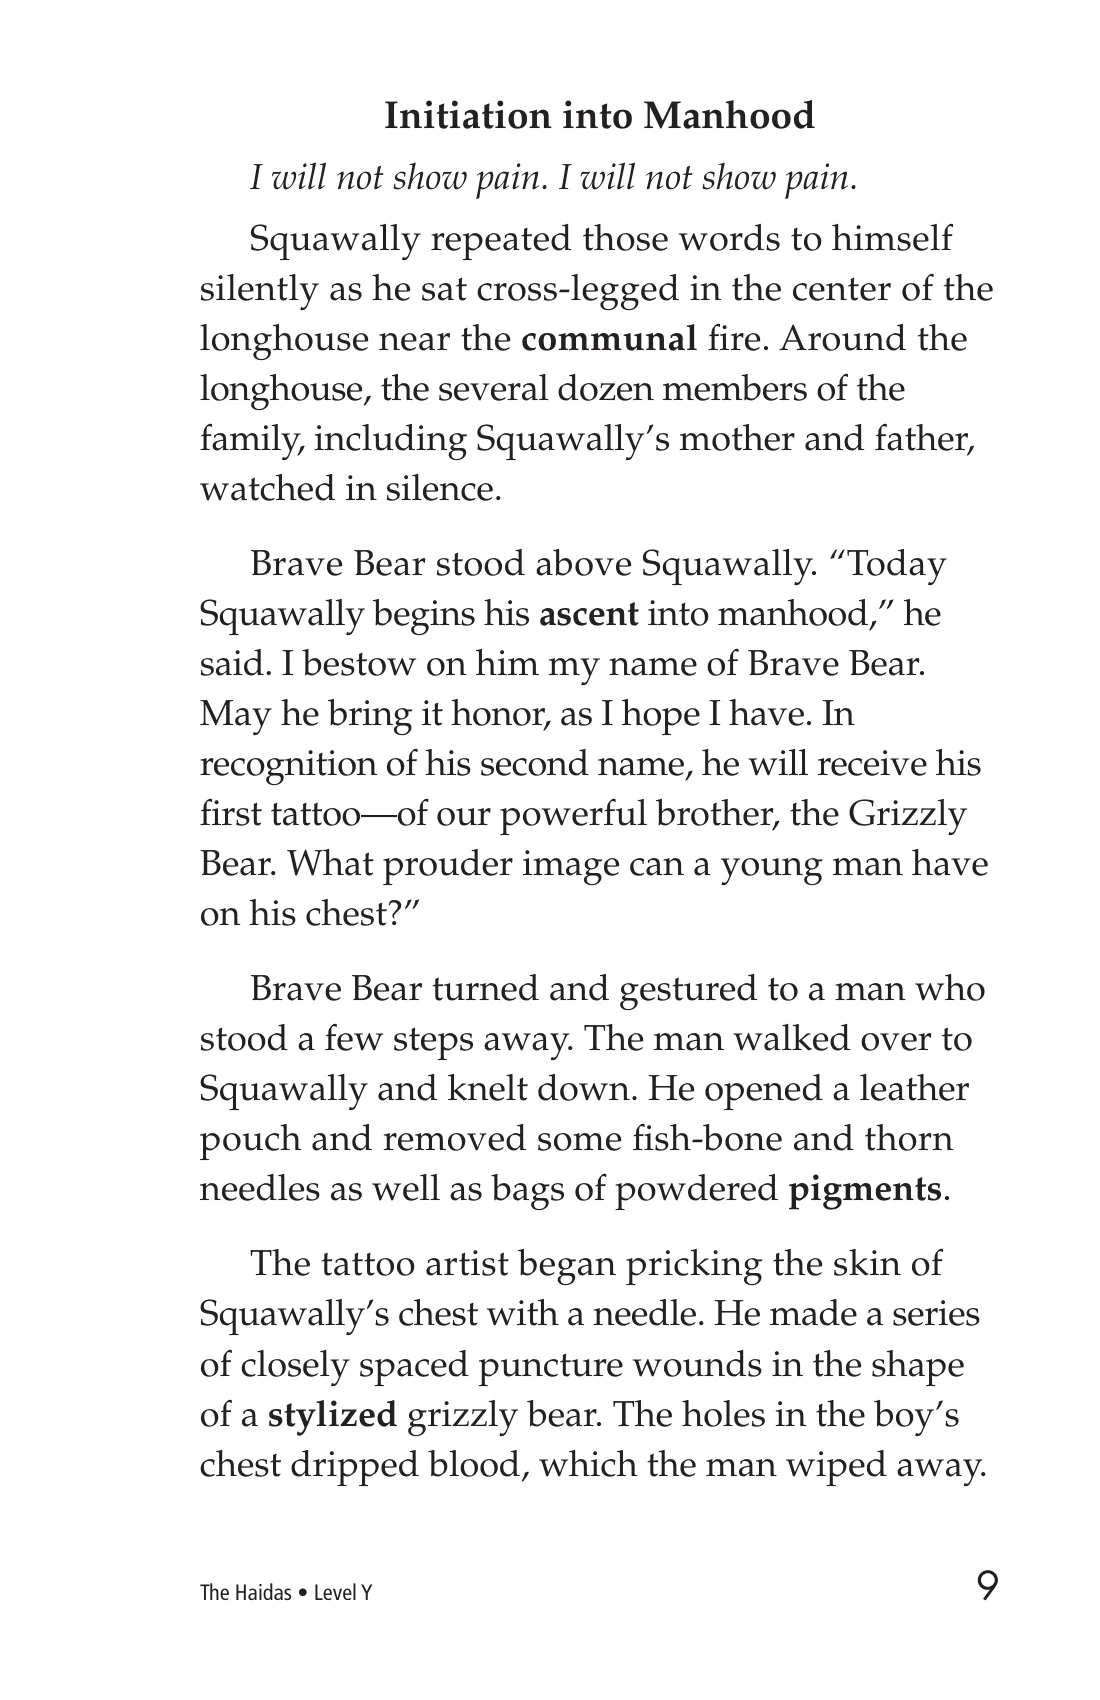 Initiation into Manhood
I will not show pain. I will not show pain.
Squawally repeated those words to himself
silently as he sat cross-legged in the center of the
longhouse near the communal fire. Around the
longhouse, the several dozen members of the
family, including Squawally’s mother and father,
watched in silence.
Brave Bear stood above Squawally. “Today
Squawally begins his ascent into manhood,” he
said. I bestow on him my name of Brave Bear.
May he bring it honor, as I hope I have. In
recognition of his second name, he will receive his
first tattoo—of our powerful brother, the Grizzly
Bear. What prouder image can a young man have
on his chest?”
Brave Bear turned and gestured to a man who
stood a few steps away. The man walked over to
Squawally and knelt down. He opened a leather
pouch and removed some fish-bone and thorn
needles as well as bags of powdered pigments.
The tattoo artist began pricking the skin of
Squawally’s chest with a needle. He made a series
of closely spaced puncture wounds in the shape
of a stylized grizzly bear. The holes in the boy’s
chest dripped blood, which the man wiped away.
The Haidas • Level Y
9